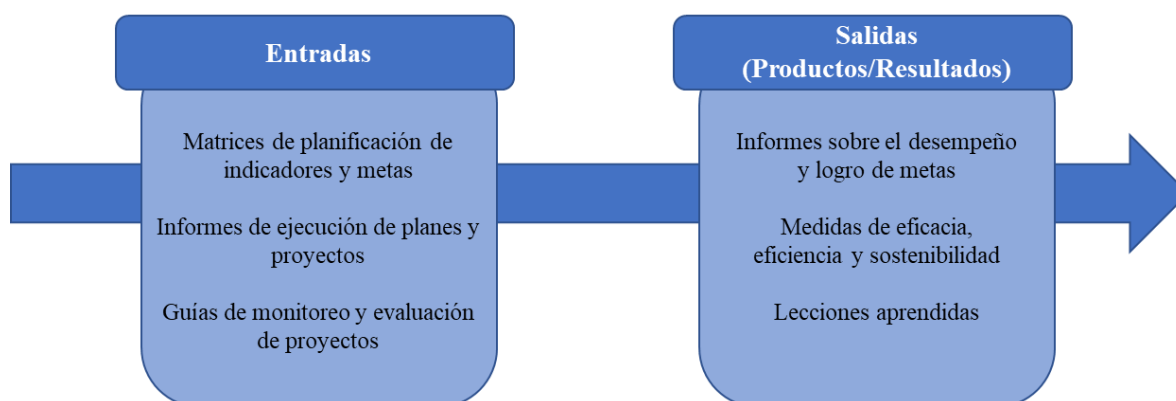 Entradas
Matrices de planificación de
indicadores y metas
Informes de ejecución de planes y
proyectos
Guías de monitoreo y evaluación
de proyectos
Salidas
(Productos/Resultados)
Informes sobre el desempeño
y logro de metas
Medidas de eficacia,
eficiencia y sostenibilidad
Lecciones aprendidas